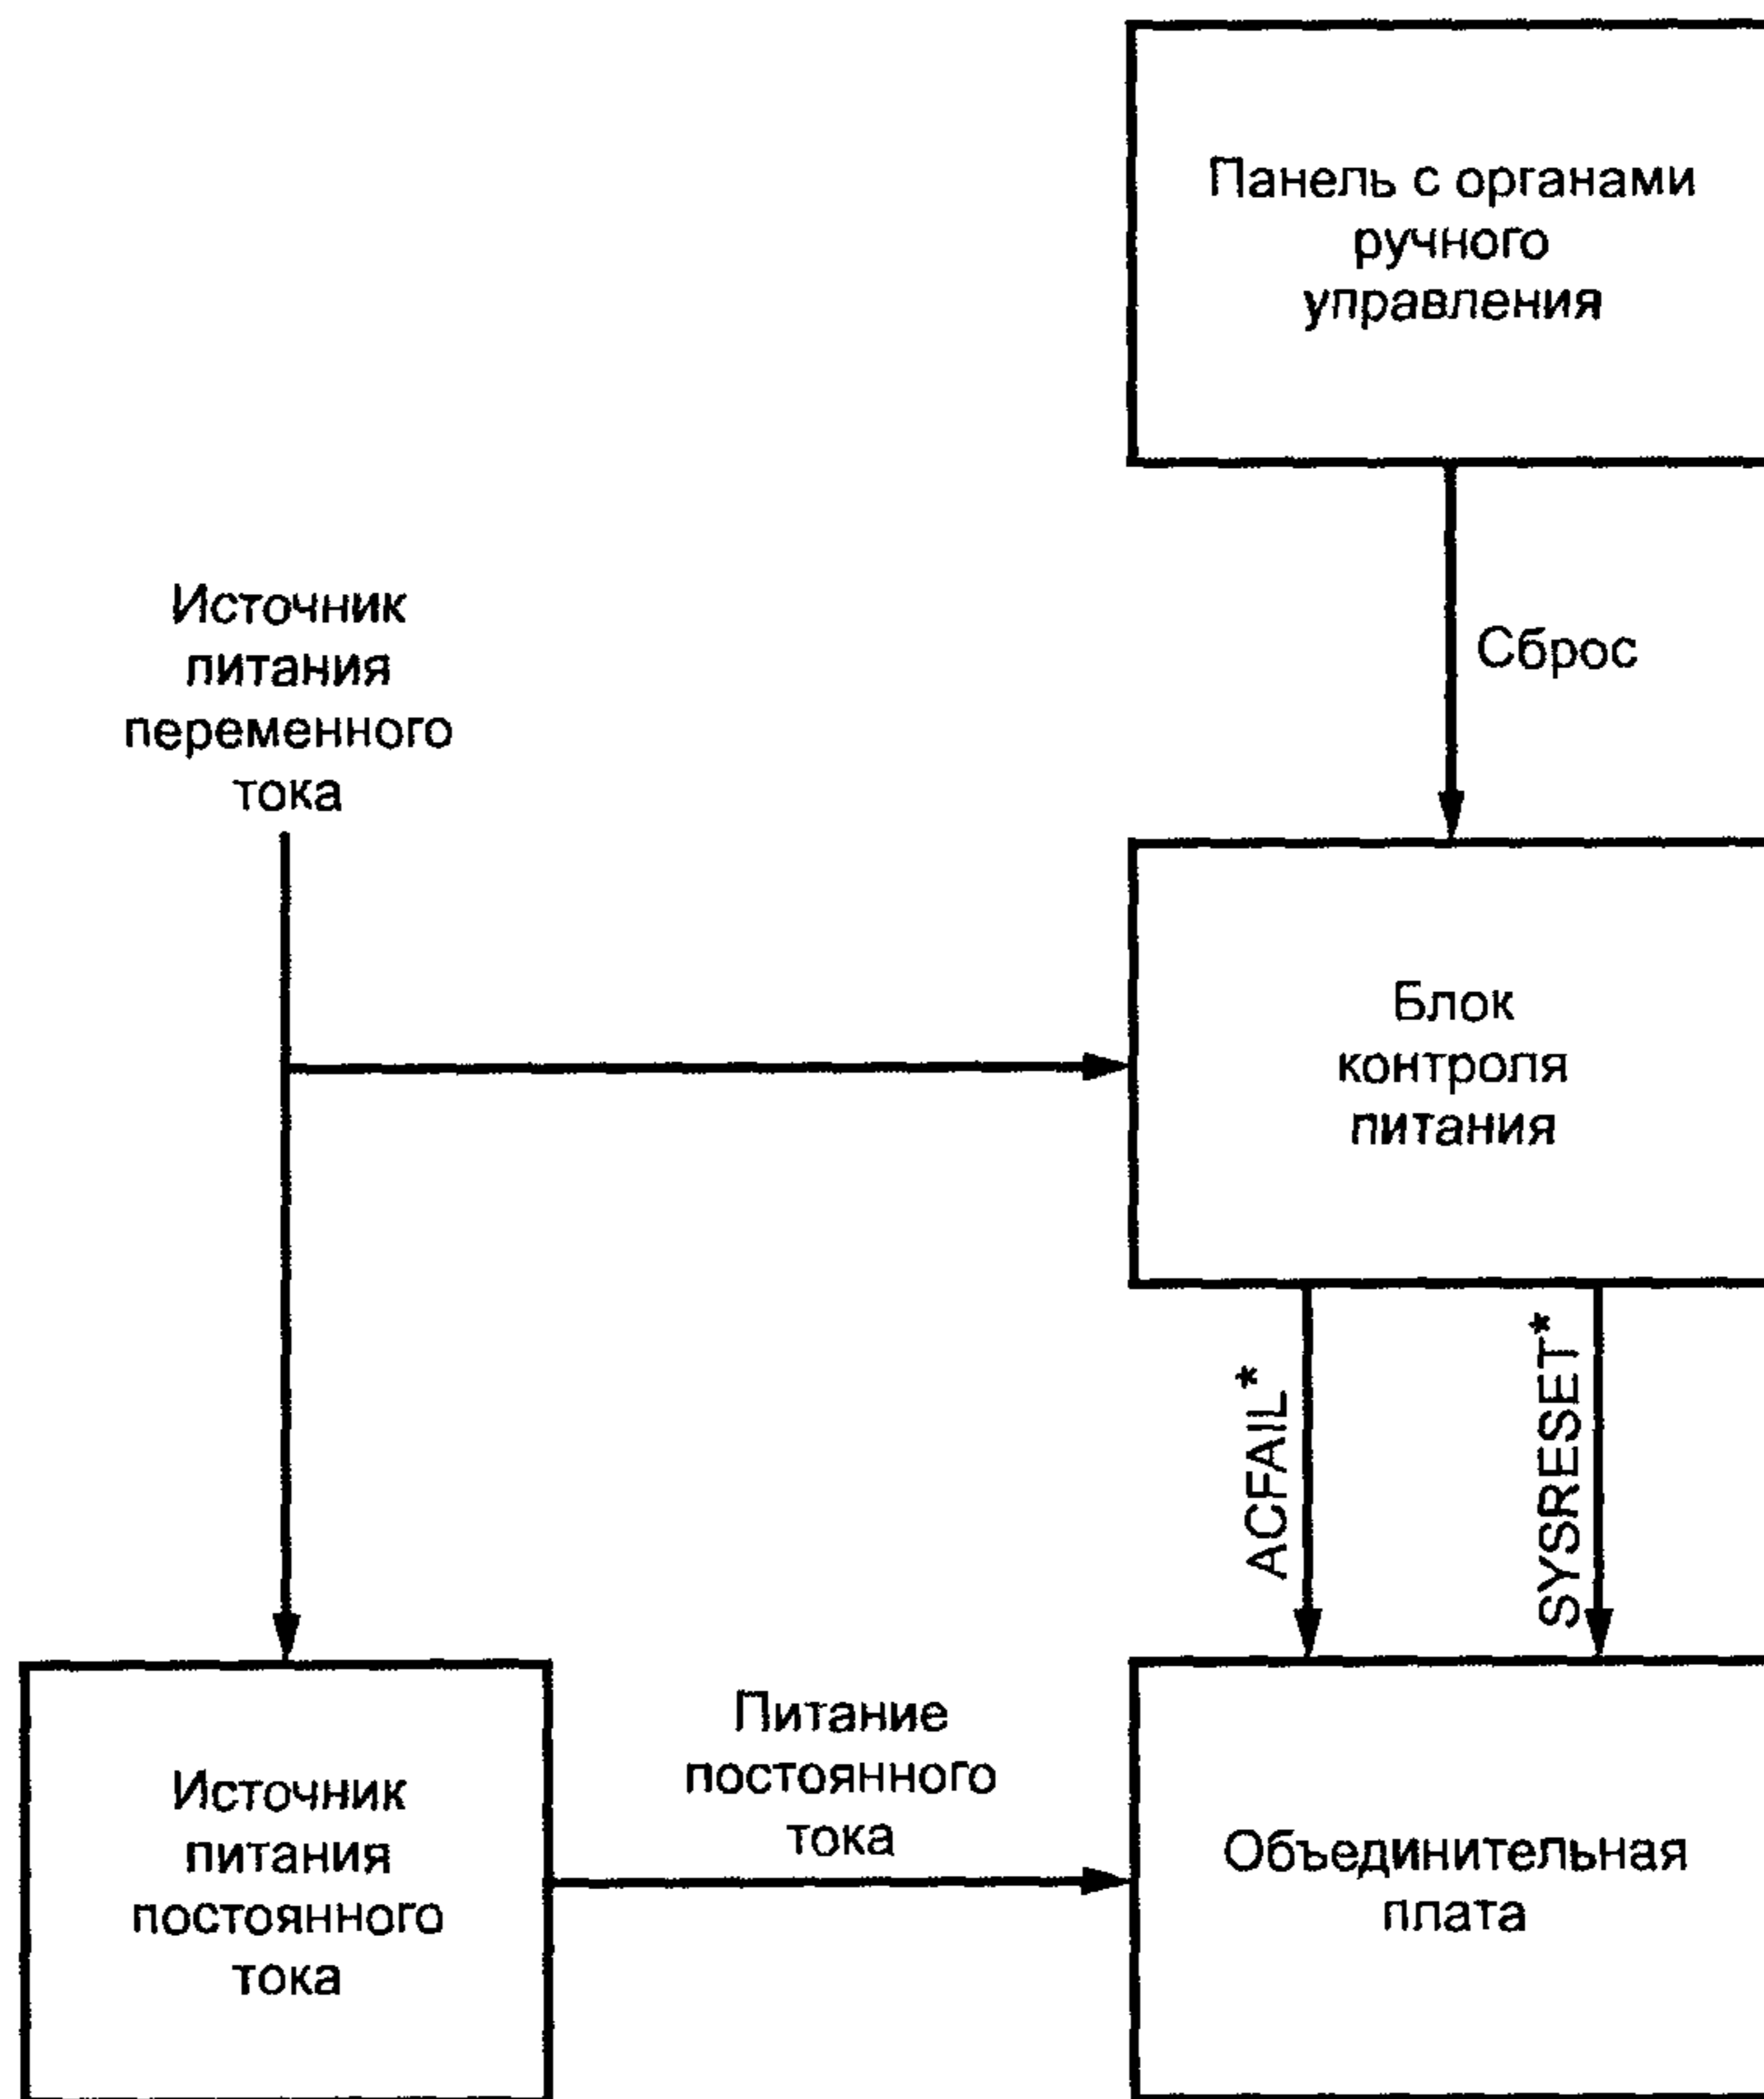 Панель с органами
ручного
управления
Сброс
Источник
питания
переменного
тока
Блок
контроля
питания
ACFAIL*
SYSRESET*
Источник
питания
постоянного
тока
Питание
постоянного
тока
Объединительная
плата